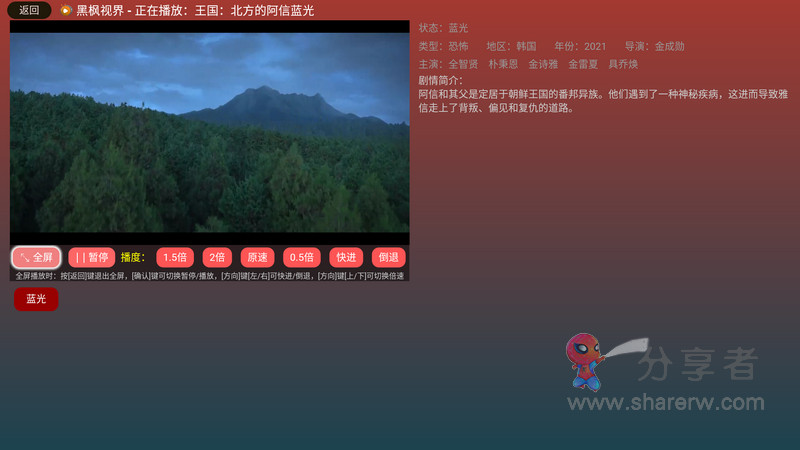 返回
黑枫视界 - 正在播放：王国：北方的阿信蓝光
状态：蓝光
类型：恐怖 地区：韩国 年份：2021 导演：金成勋
主演：全智贤 朴秉恩 金诗雅 金雷夏 具乔焕
剧情简介：
阿信和其父是定居于朝鲜王国的番邦异族。他们遇到了一种神秘疾病，这进而导致雅
信走上了背叛、偏见和复仇的道路。
全屏 ||暂停 播度： 1.5倍 2倍 原速 0.5倍 快进 倒退
全屏播放时：按[返回]键退出全屏，[确认]键可切换暂停/播放，[方向]键[左/右]可快进/倒退，[方向]键[上/下]可切换倍速
蓝光
分享者
www.sharerw.com